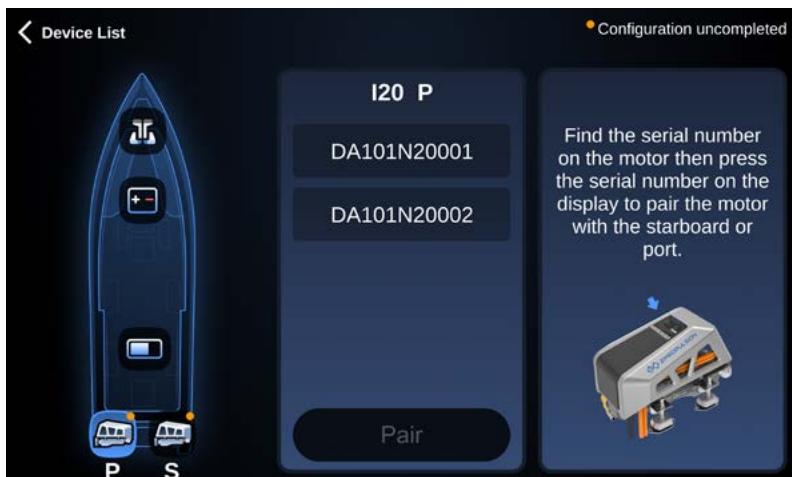 Device List
Configuration uncompleted
I20 P
DA101N20001
DA101N20002
Pair
Find the serial number
on the motor then press
the serial number on the
display to pair the motor
with the starboard or
port.
EPROPULSION
P
S